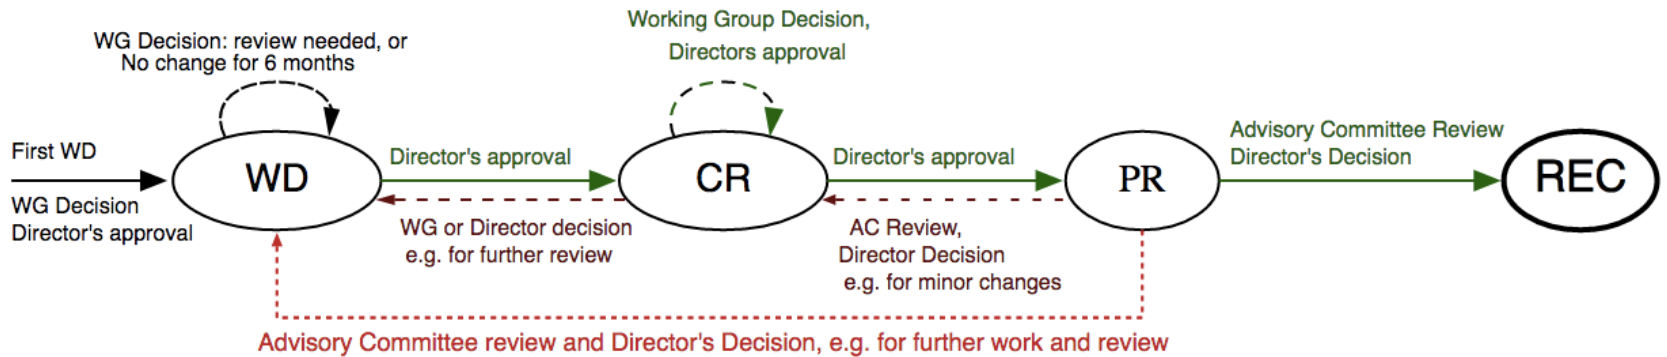 Working Group Decision,
Directors approval
WG Decision: review needed, or
No change for 6 months
First WD
WG Decision
Director's approval
WD
Director's approval
WG or Director decision
e.g. for further review
CR
Director's approval
AC Review,
Director Decision
e.g. for minor changes
PR
Advisory Committee Review
Director's Decision
REC
Advisory Committee review and Director's Decision, e.g. for further work and review